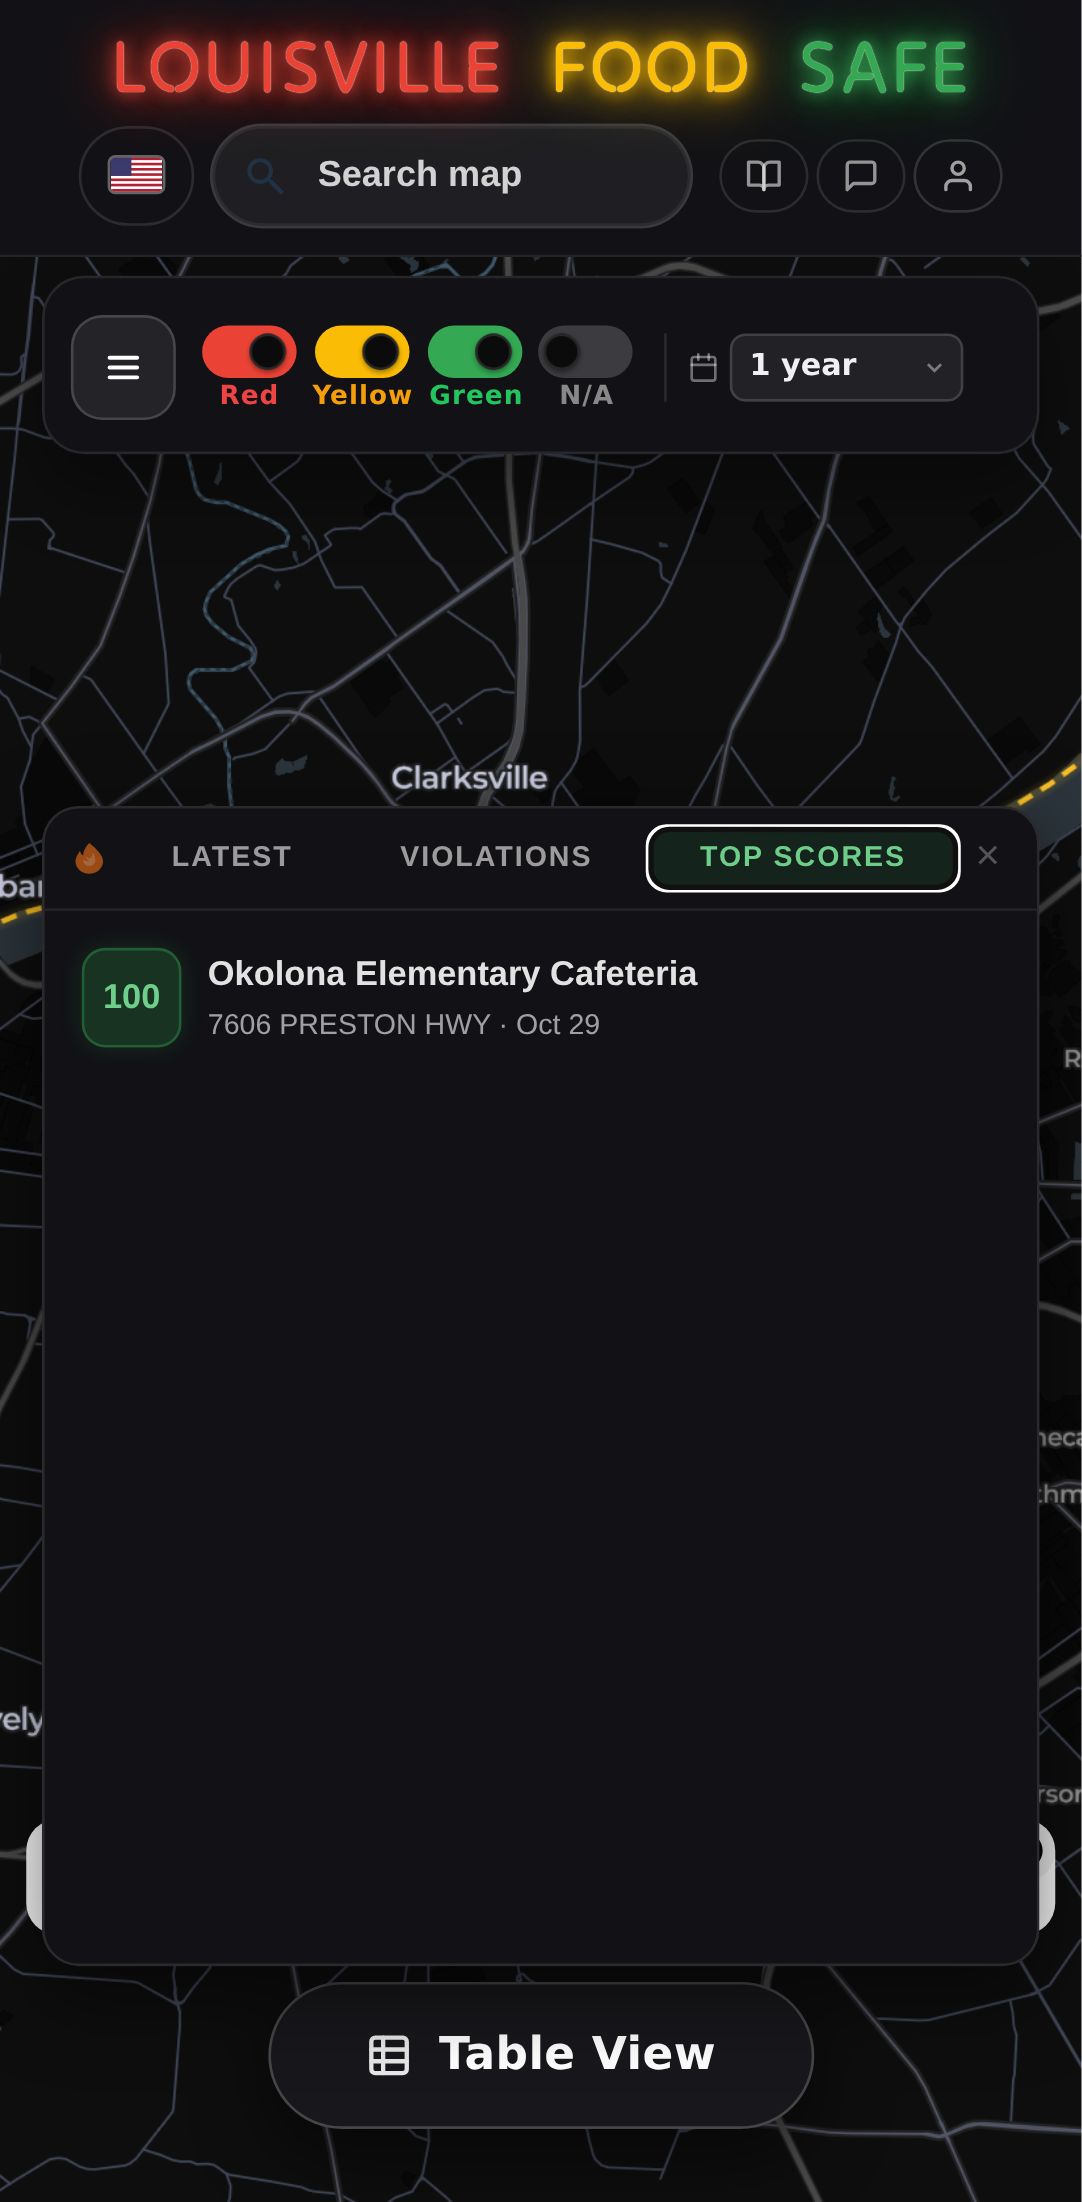 LOUISVILLE FOOD SAFE
Search map
Red
Yellow
Green
N/A
1 year
Clarksville
LATEST
VIOLATIONS
TOP SCORES
100
Okolona Elementary Cafeteria
7606 PRESTON HWY · Oct 29
Table View